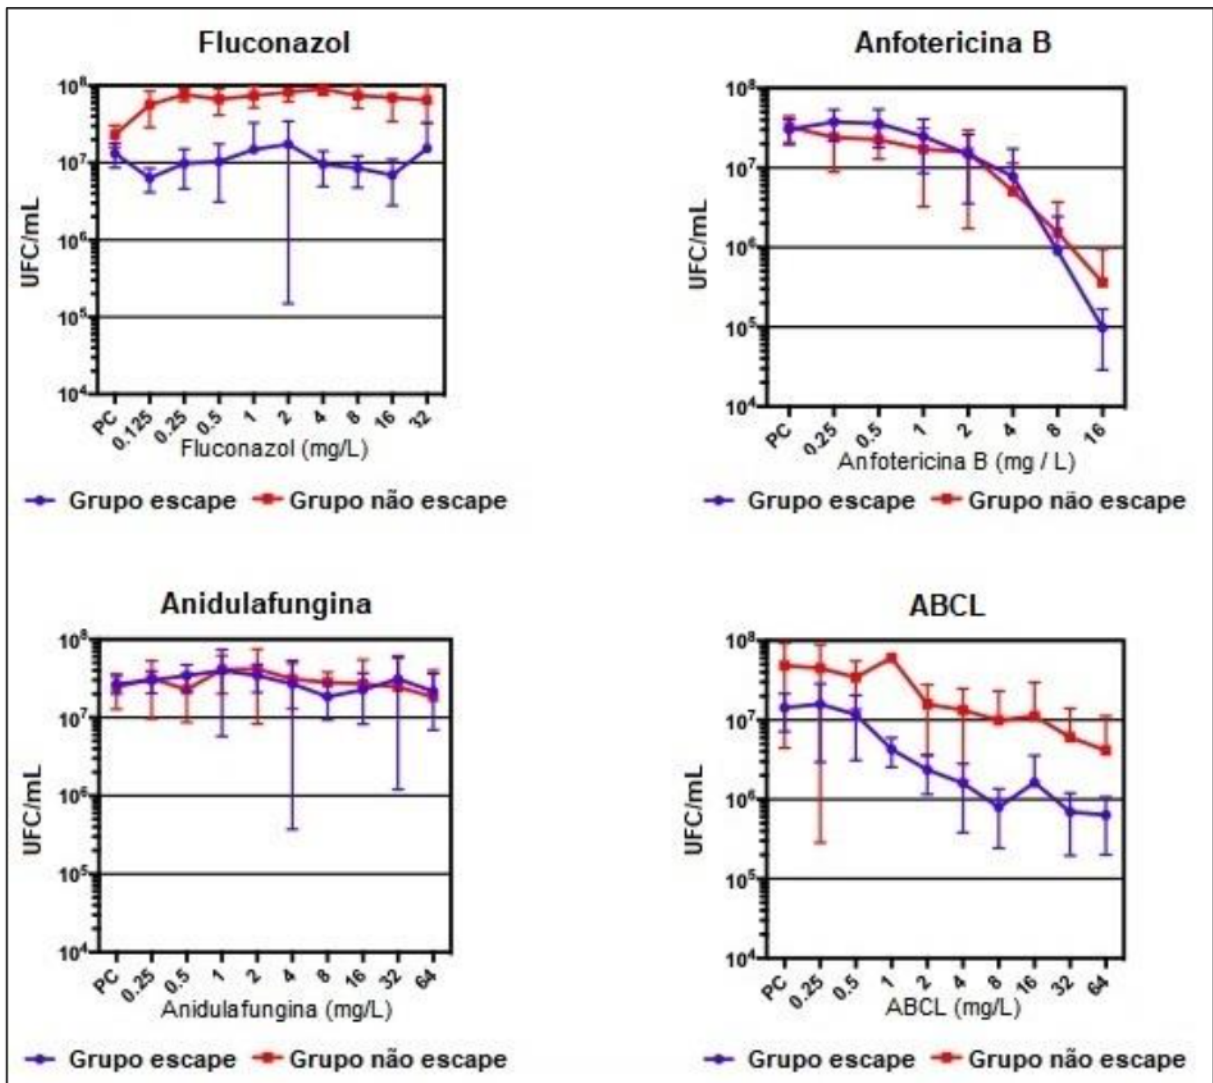 Fluconazol
10⁸
10⁷
10⁶
10⁵
10⁴
UFC/mL
PC 0.125 0.25 0.5 1 2 4 8 16 32
Fluconazol (mg/L)
Grupo escape Grupo não escape
Anfotericina B
10⁸
10⁷
10⁶
10⁵
10⁴
UFC/mL
PC 0.25 0.5 1 2 4 8 16
Anfotericina B (mg / L)
Grupo escape Grupo não escape
Anidulafungina
10⁸
10⁷
10⁶
10⁵
10⁴
UFC/mL
PC 0.25 0.5 1 2 4 8 16 32 64
Anidulafungina (mg/L)
Grupo escape Grupo não escape
ABCL
10⁸
10⁷
10⁶
10⁵
10⁴
UFC/mL
PC 0.25 0.5 1 2 4 8 16 32 64
ABCL (mg/L)
Grupo escape Grupo não escape